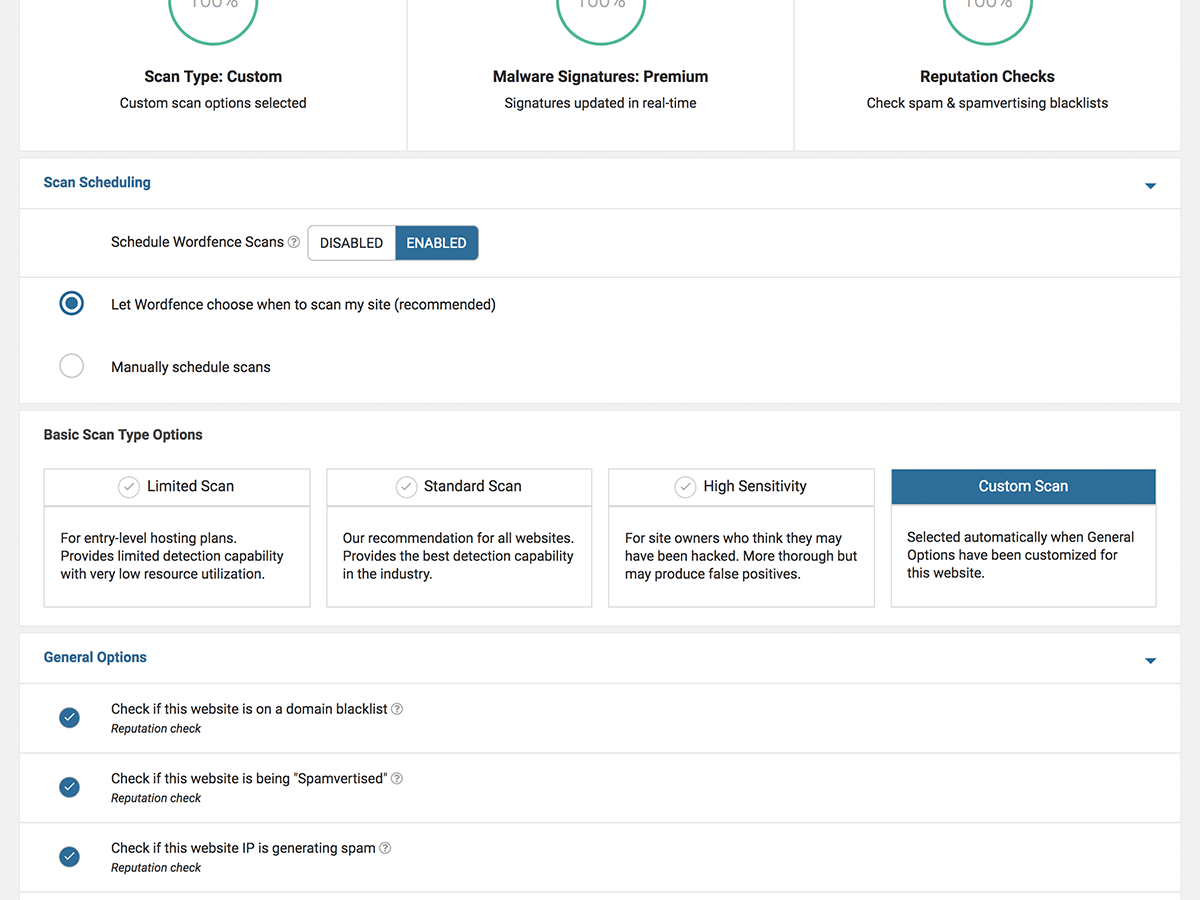 100% 100% 100%
Scan Type: Custom
Custom scan options selected
Malware Signatures: Premium
Signatures updated in real-time
Reputation Checks
Check spam & spamvertising blacklists
Scan Scheduling
Schedule Wordfence Scans DISABLED ENABLED
Let Wordfence choose when to scan my site (recommended)
Manually schedule scans
Basic Scan Type Options
Limited Scan
For entry-level hosting plans.
Provides limited detection capability
with very low resource utilization.
Standard Scan
Our recommendation for all websites.
Provides the best detection capability
in the industry.
High Sensitivity
For site owners who think they may
have been hacked. More thorough but
may produce false positives.
Custom Scan
Selected automatically when General
Options have been customized for
this website.
General Options
Check if this website is on a domain blacklist
Reputation check
Check if this website is being "Spamvertised"
Reputation check
Check if this website IP is generating spam
Reputation check